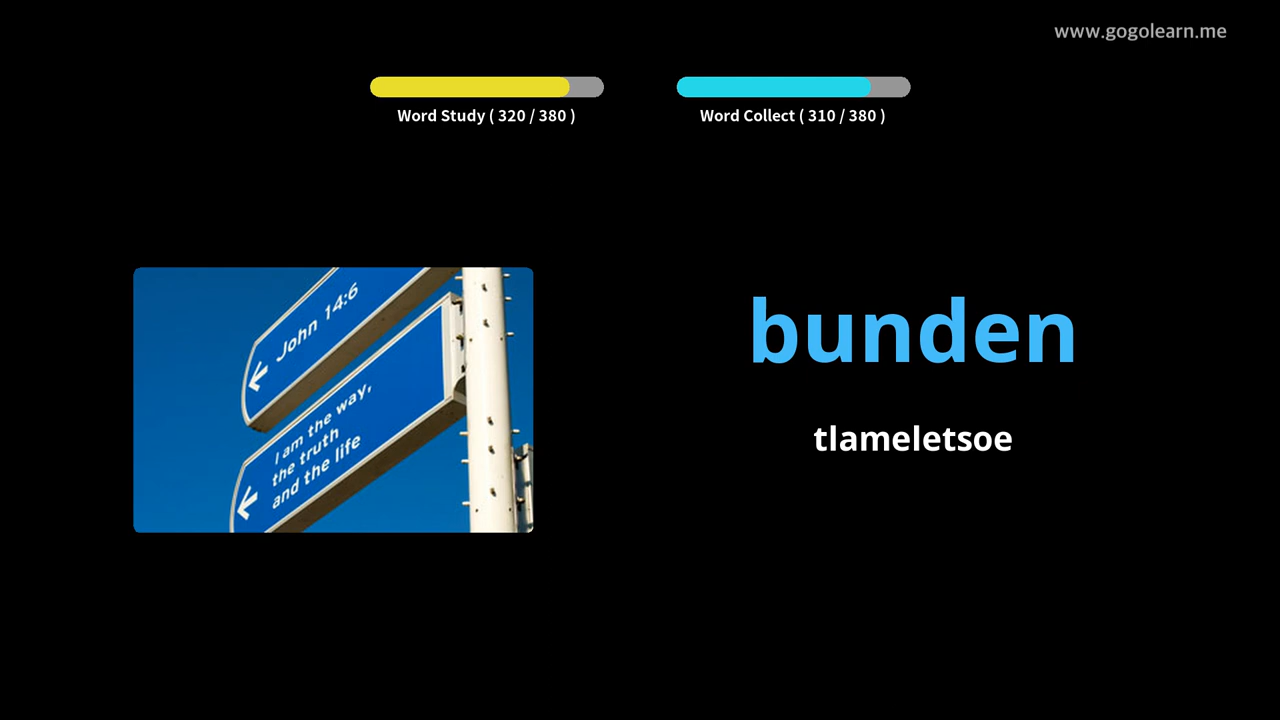 www.gogolearn.me
Word Study ( 320 / 380 )
Word Collect ( 310 / 380 )
John 14:6
I am the way,
the truth
and the life
bunden
tlameletsoe